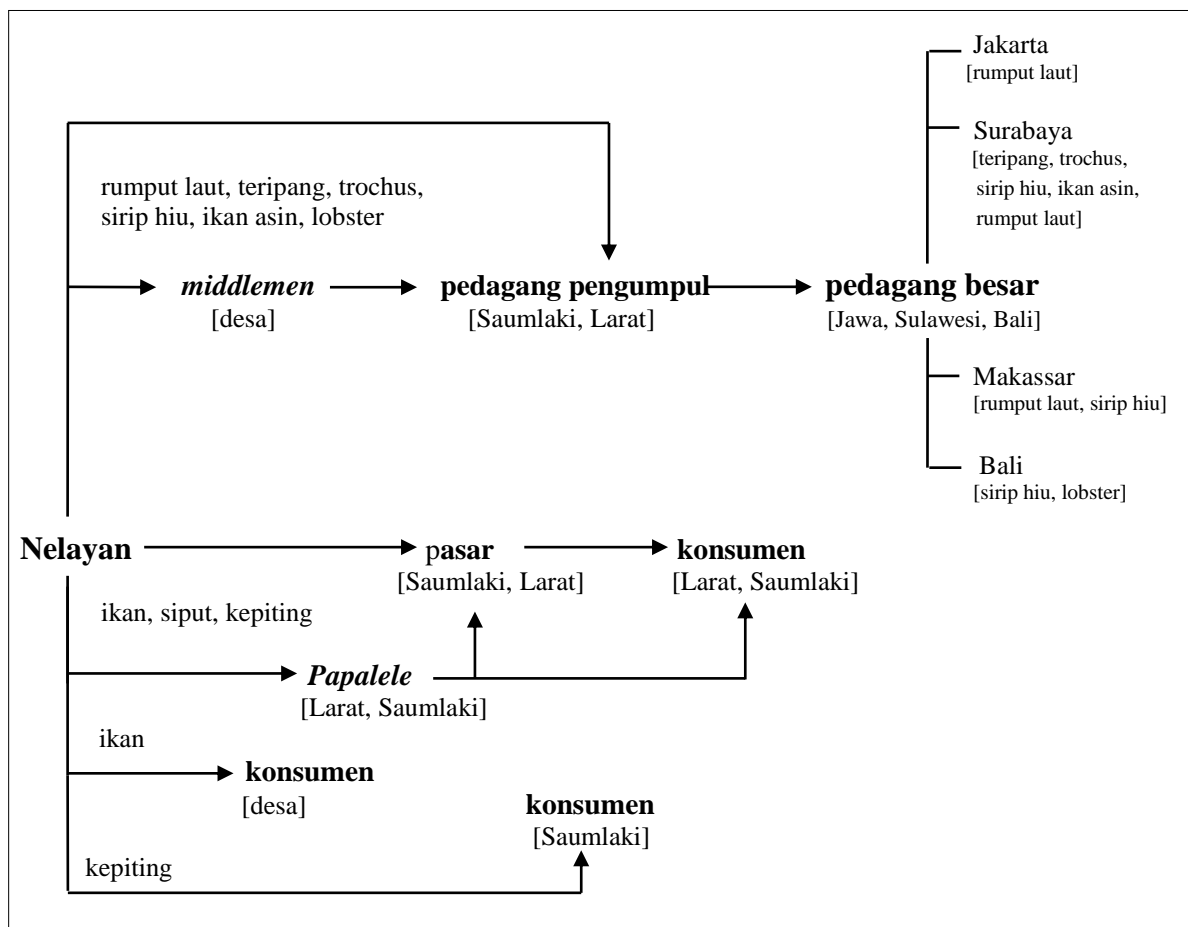 Jakarta
[rumput laut]
Surabaya
[teripang, trochus,
sirip hiu, ikan asin,
rumput laut]
rumput laut, teripang, trochus,
sirip hiu, ikan asin, lobster
middlemen
[desa]
pedagang pengumpul
[Saumlaki, Larat]
pedagang besar
[Jawa, Sulawesi, Bali]
Makassar
[rumput laut, sirip hiu]
Bali
[sirip hiu, lobster]
Nelayan
pasar
[Saumlaki, Larat]
konsumen
[Larat, Saumlaki]
ikan, siput, kepiting
Papalele
[Larat, Saumlaki]
ikan
konsumen
[desa]
konsumen
[Saumlaki]
kepiting